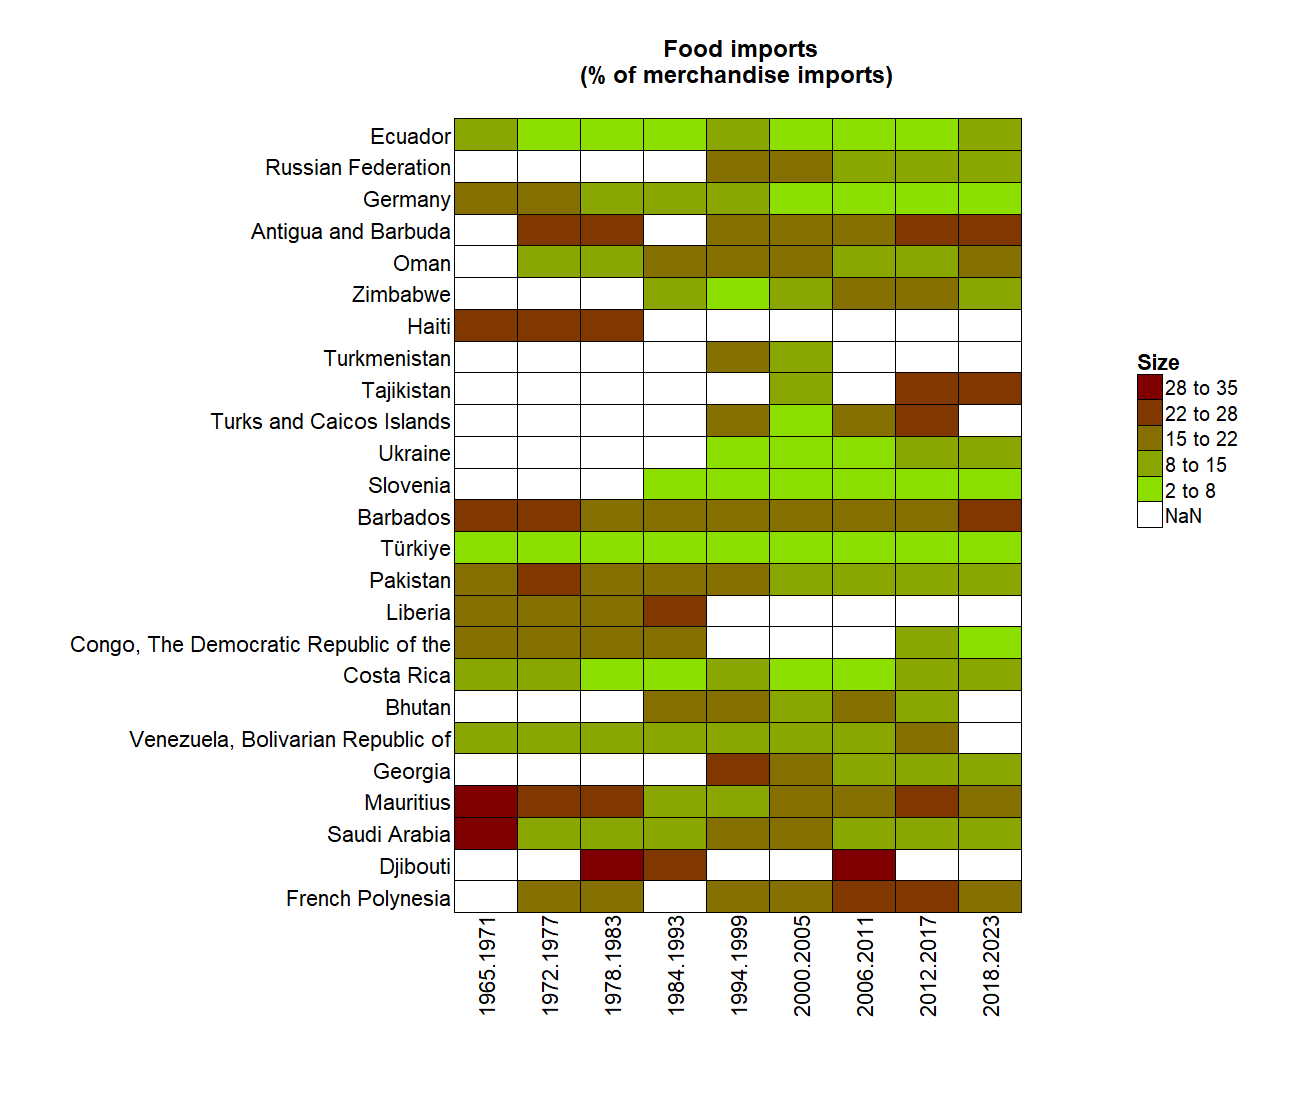 Food imports
(% of merchandise imports)
Ecuador
Russian Federation
Germany
Antigua and Barbuda
Oman
Zimbabwe
Haiti
Turkmenistan
Tajikistan
Turks and Caicos Islands
Ukraine
Slovenia
Barbados
Türkiye
Pakistan
Liberia
Congo, The Democratic Republic of the
Costa Rica
Bhutan
Venezuela, Bolivarian Republic of
Georgia
Mauritius
Saudi Arabia
Djibouti
French Polynesia
1965.1971
1972.1977
1978.1983
1984.1993
1994.1999
2000.2005
2006.2011
2012.2017
2018.2023
Size
28 to 35
22 to 28
15 to 22
8 to 15
2 to 8
NaN